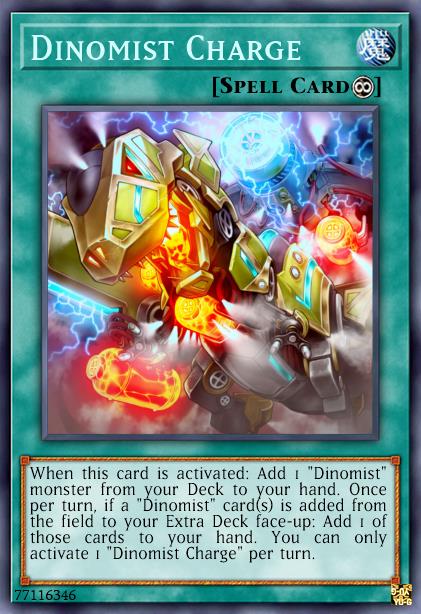 DINOMIST CHARGE
魔
[SPELL CARD]
When this card is activated: Add 1 "Dinomist"
monster from your Deck to your hand. Once
per turn, if a "Dinomist" card(s) is added from
the field to your Extra Deck face-up: Add 1 of
those cards to your hand. You can only
activate 1 "Dinomist Charge" per turn.
77116346